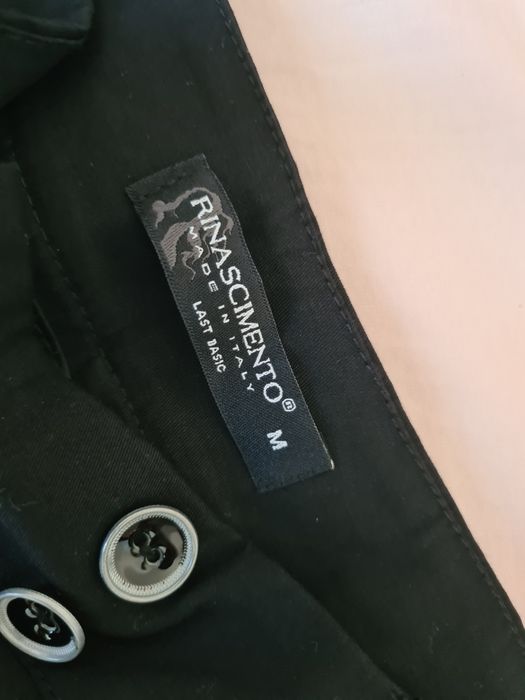 RINASCIMENTO®
MADE IN ITALY
LAST BASIC
M